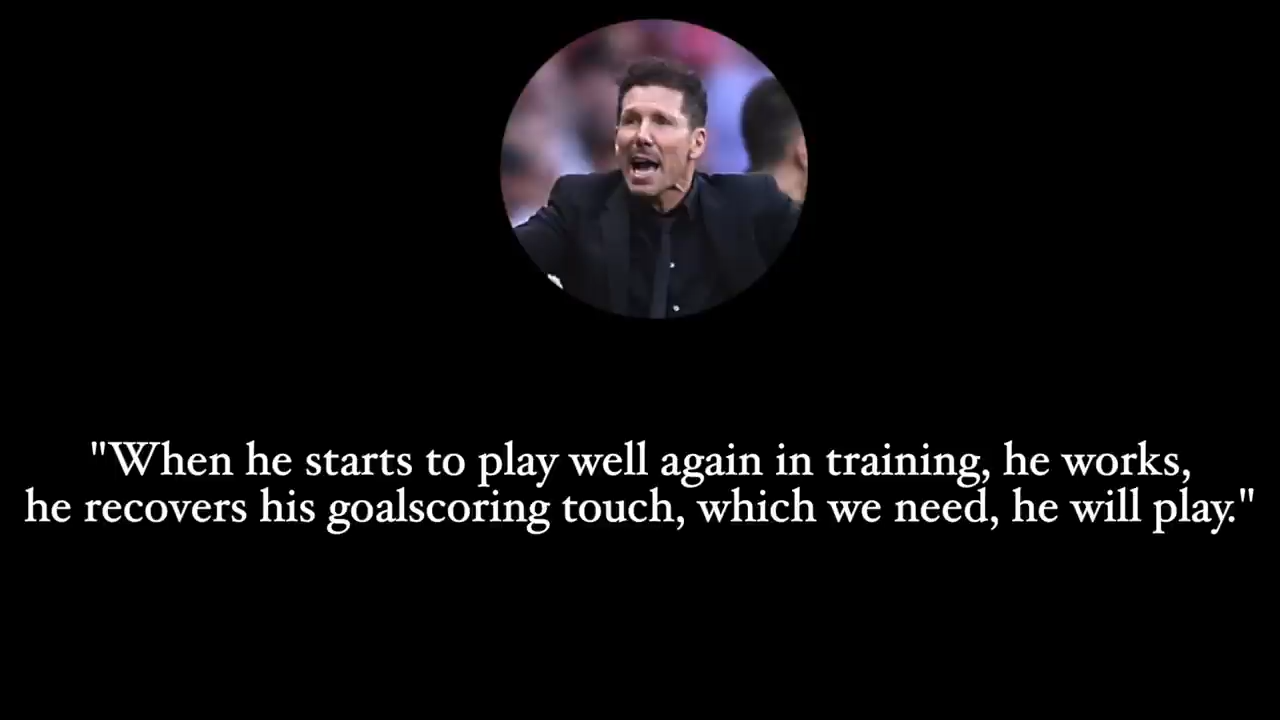 "When he starts to play well again in training, he works,
he recovers his goalscoring touch, which we need, he will play."